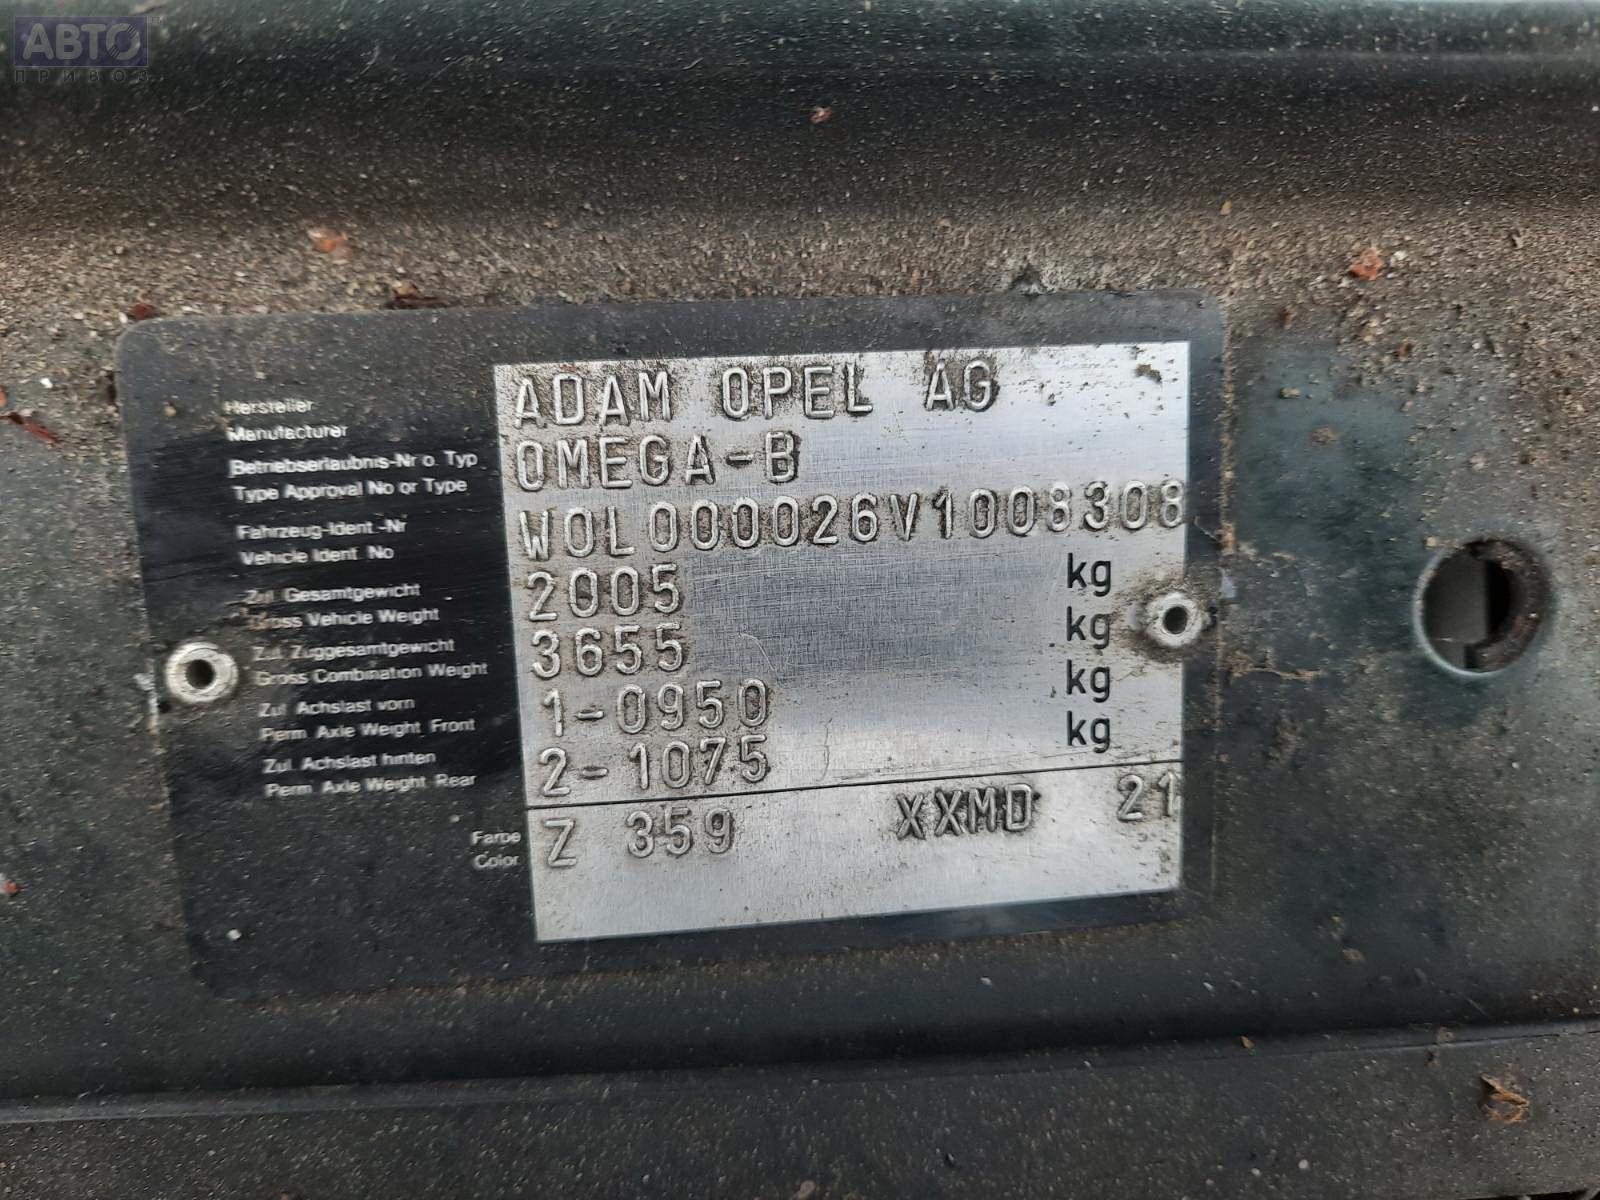 АВТО
ПРИВОЗ
Hersteller
Manufacturer
ADAM OPEL AG
Betriebserlaubnis-Nr o. Typ
Type Approval No or Type
OMEGA-B
Fahrzeug-Ident.-Nr
Vehicle Ident. No
W0L000026V1008308
Zul. Gesamtgewicht
Gross Vehicle Weight
2005 kg
Zul. Zuggesamtgewicht
Gross Combination Weight
3655 kg
Zul. Achslast vorn
Perm. Axle Weight, Front
1-0950 kg
Zul. Achslast hinten
Perm. Axle Weight, Rear
2-1075 kg
Farbe
Color
Z 359 XXMD 21